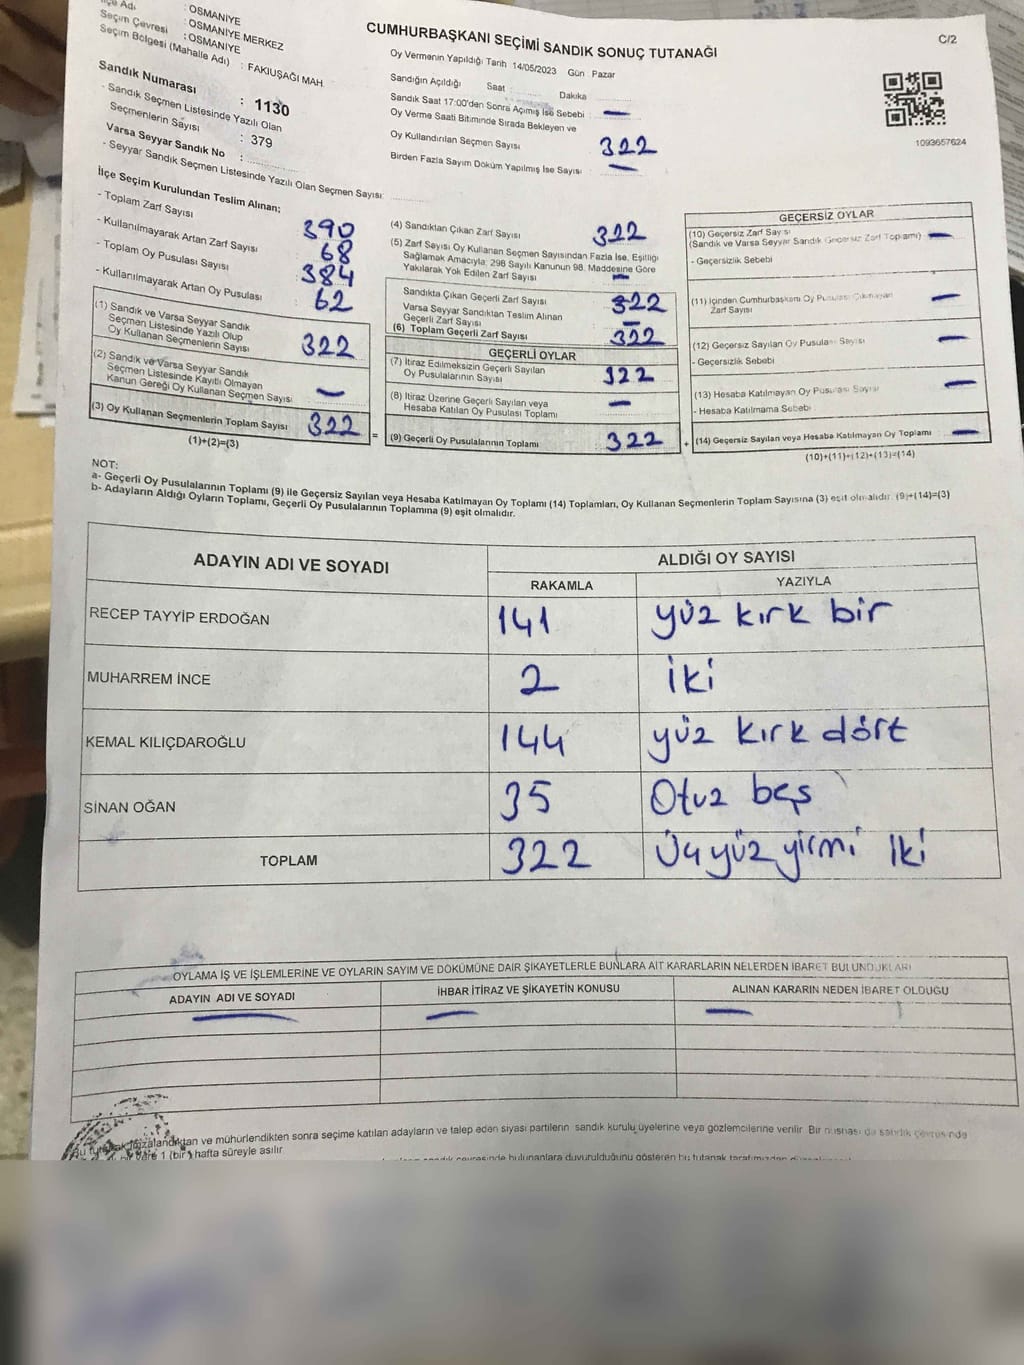 İlçe Adı : OSMANİYE
Seçim Çevresi : OSMANİYE MERKEZ
: OSMANİYE
Seçim Bölgesi (Mahalle Adı) : FAKIUŞAĞI MAH.
Sandık Numarası : 1130
- Sandık Seçmen Listesinde Yazılı Olan
Seçmenlerin Sayısı : 379
Varsa Seyyar Sandık No :
- Seyyar Sandık Seçmen Listesinde Yazılı Olan Seçmen Sayısı:
CUMHURBAŞKANI SEÇİMİ SANDIK SONUÇ TUTANAĞI
C/2
Oy Vermenin Yapıldığı Tarih 14/05/2023 Gün : Pazar
Sandığın Açıldığı Saat Dakika
Sandık Saat 17:00'den Sonra Açımış İse Sebebi : —
Oy Verme Saati Bitiminde Sırada Bekleyen ve
Oy Kullandırılan Seçmen Sayısı : 322
Birden Fazla Sayım Döküm Yapılmış İse Sayısı : —
1093657624
İlçe Seçim Kurulundan Teslim Alınan;
- Toplam Zarf Sayısı 390
- Kullanılmayarak Artan Zarf Sayısı 68
- Toplam Oy Pusulası Sayısı 384
- Kullanılmayarak Artan Oy Pusulası 62
(1) Sandık ve Varsa Seyyar Sandık
Seçmen Listesinde Yazılı Olup
Oy Kullanan Seçmenlerin Sayısı 322
(2) Sandık ve Varsa Seyyar Sandık
Seçmen Listesinde Kayıtlı Olmayan
Kanun Gereği Oy Kullanan Seçmen Sayısı : —
(3) Oy Kullanan Seçmenlerin Toplam Sayısı 322
(1)+(2)=(3)
(4) Sandıktan Çıkan Zarf Sayısı 322
(5) Zarf Sayısı Oy Kullanan Seçmen Sayısından Fazla İse, Eşitliği
Sağlamak Amacıyla; 298 Sayılı Kanunun 98. Maddesine Göre
Yakılarak Yok Edilen Zarf Sayısı : —
Sandıkta Çıkan Geçerli Zarf Sayısı 322
Varsa Seyyar Sandıktan Teslim Alınan
Geçerli Zarf Sayısı —
(6) Toplam Geçerli Zarf Sayısı 322
GEÇERLİ OYLAR
(7) İtiraz Edilmeksizin Geçerli Sayılan
Oy Pusulalarının Sayısı 322
(8) İtiraz Üzerine Geçerli Sayılan veya
Hesaba Katılan Oy Pusulası Toplamı : —
= (9) Geçerli Oy Pusulalarının Toplamı 322
GEÇERSİZ OYLAR
(10) Geçersiz Zarf Sayısı
(Sandık ve Varsa Seyyar Sandık Geçersiz Zarf Toplamı) —
- Geçersizlik Sebebi
(11) İçinden Cumhurbaşkanı Oy Pusulası Çıkmayan
Zarf Sayısı —
(12) Geçersiz Sayılan Oy Pusulası Sayısı —
- Geçersizlik Sebebi
(13) Hesaba Katılmayan Oy Pusulası Sayısı —
- Hesaba Katılmama Sebebi
+ (14) Geçersiz Sayılan veya Hesaba Katılmayan Oy Toplamı —
(10)+(11)+(12)+(13)=(14)
NOT:
a- Geçerli Oy Pusulalarının Toplamı (9) ile Geçersiz Sayılan veya Hesaba Katılmayan Oy Toplamı (14) Toplamları, Oy Kullanan Seçmenlerin Toplam Sayısına (3) eşit olmalıdır. (9)+(14)=(3)
b- Adayların Aldığı Oyların Toplamı, Geçerli Oy Pusulalarının Toplamına (9) eşit olmalıdır.
ADAYIN ADI VE SOYADI
ALDIĞI OY SAYISI
RAKAMLA YAZIYLA
RECEP TAYYİP ERDOĞAN 141 yüz kırk bir
MUHARREM İNCE 2 iki
KEMAL KILIÇDAROĞLU 144 yüz kırk dört
SİNAN OĞAN 35 Otuz beş
TOPLAM 322 Üçyüz yirmi iki
OYLAMA İŞ VE İŞLEMLERİNE VE OYLARIN SAYIM VE DÖKÜMÜNE DAİR ŞİKAYETLERLE BUNLARA AİT KARARLARIN NELERDEN İBARET BULUNDUKLARI
ADAYIN ADI VE SOYADI İHBAR İTİRAZ VE ŞİKAYETİN KONUSU ALINAN KARARIN NEDEN İBARET OLDUĞU
— — —
Bu tutanak imzalandıktan ve mühürlendikten sonra seçime katılan adayların ve talep eden siyasi partilerin sandık kurulu üyelerine veya gözlemcilerine verilir. Bir nüshası da sandık çevresinde
1 (bir) hafta süreyle asılır.
sandık çevresinde bulunanlara duyurulduğunu gösteren bu tutanak tarafımızdan